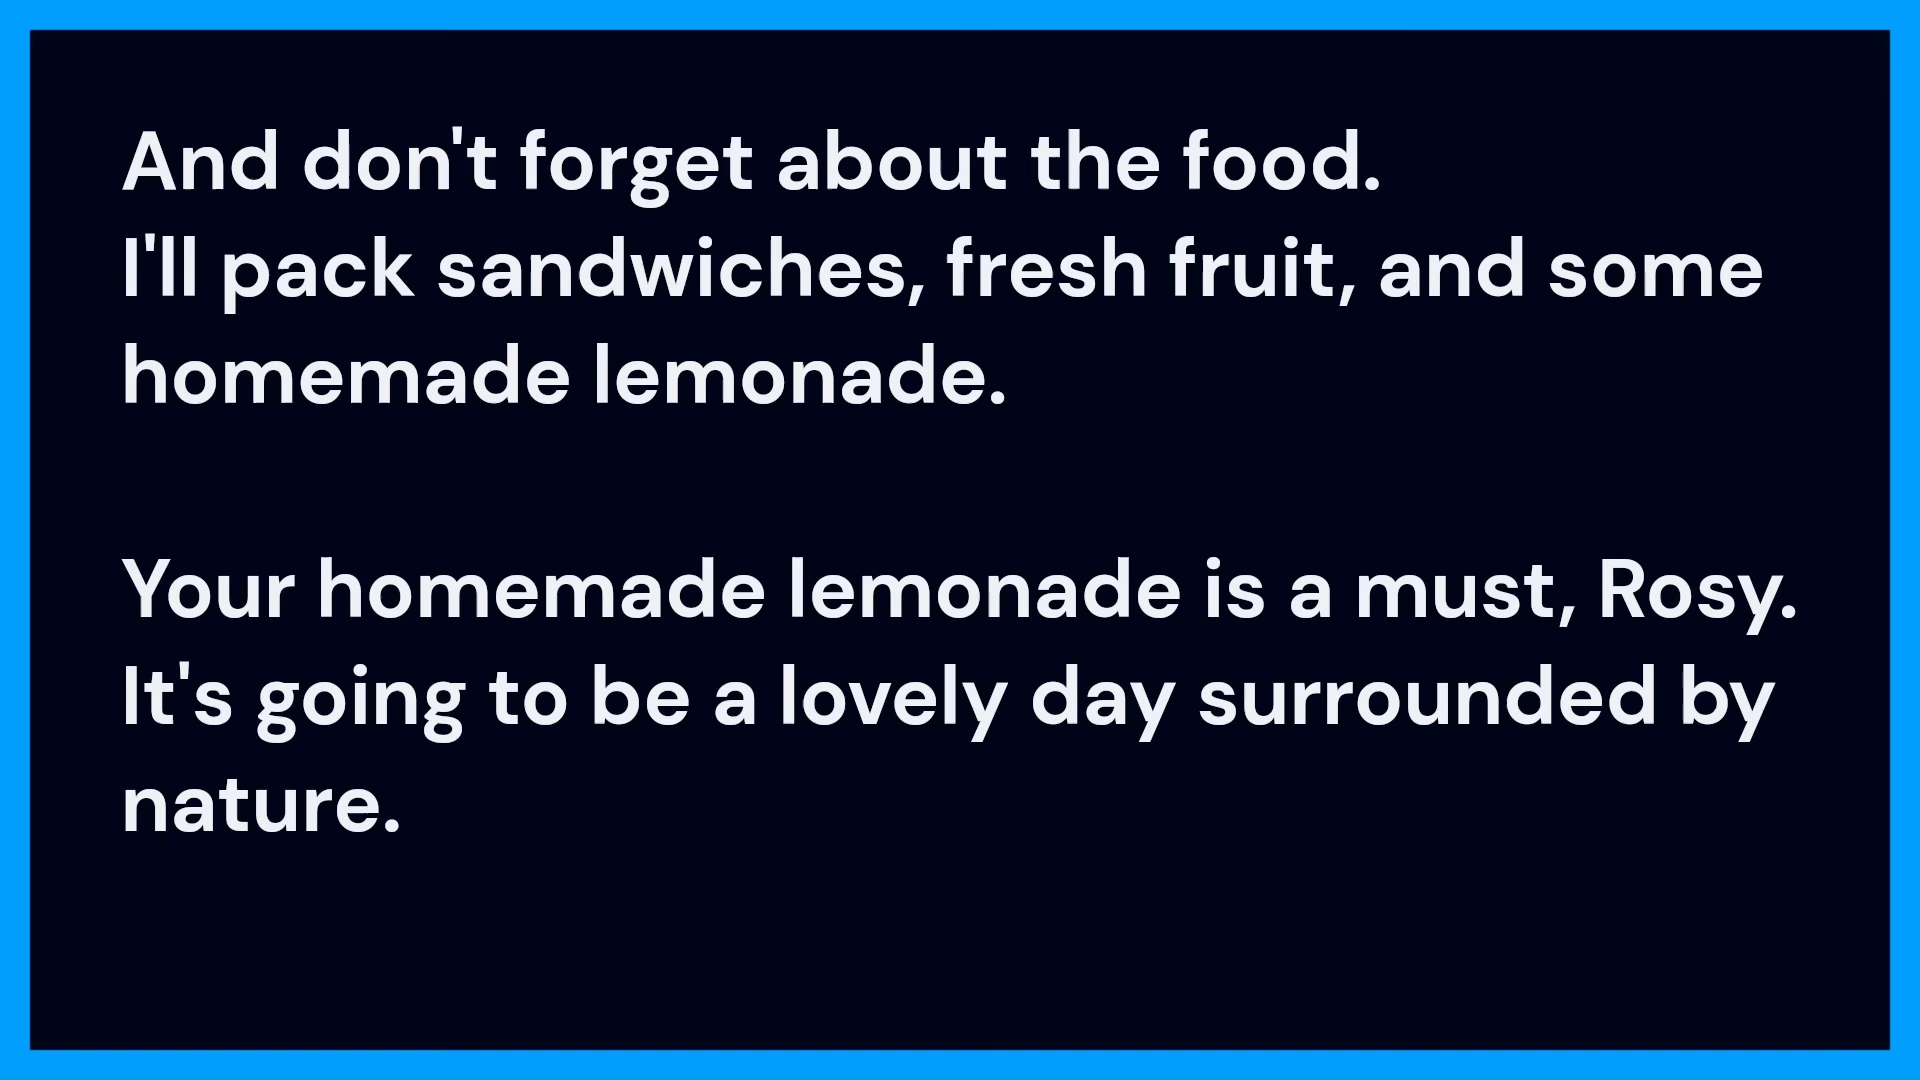 And don't forget about the food.
I'll pack sandwiches, fresh fruit, and some
homemade lemonade.
Your homemade lemonade is a must, Rosy.
It's going to be a lovely day surrounded by
nature.